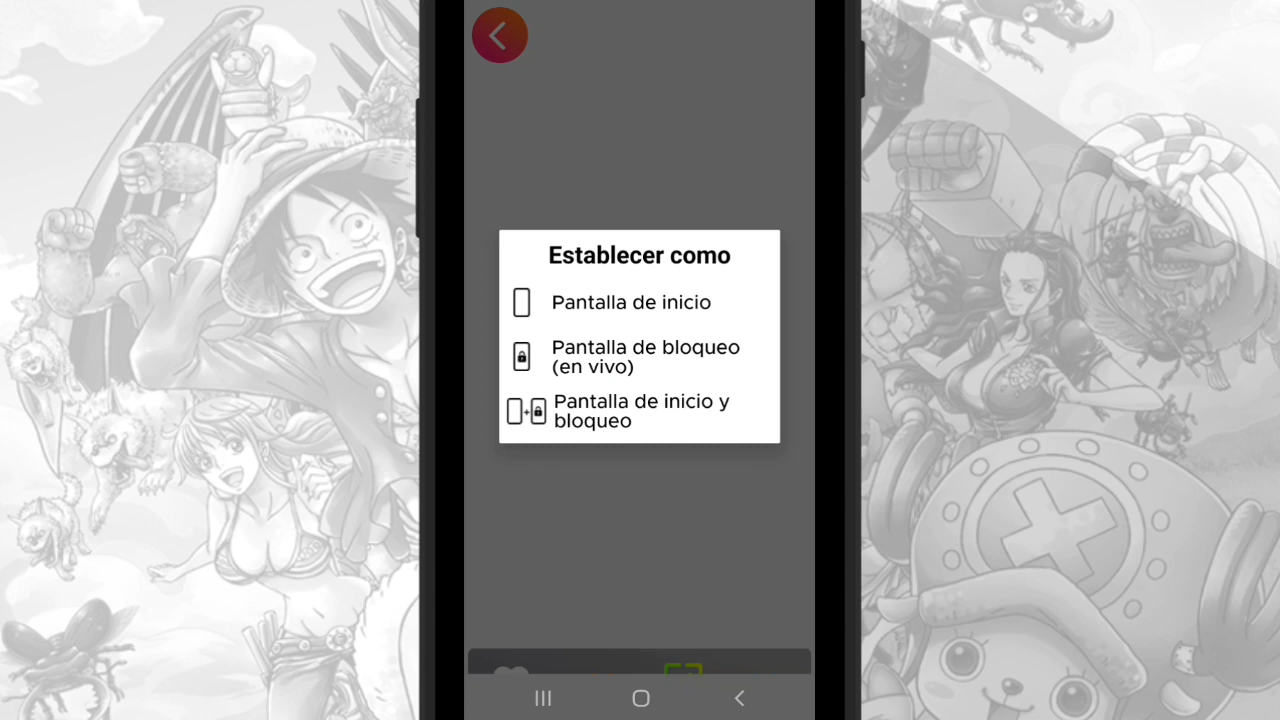 Establecer como
Pantalla de inicio
Pantalla de bloqueo
(en vivo)
Pantalla de inicio y
bloqueo